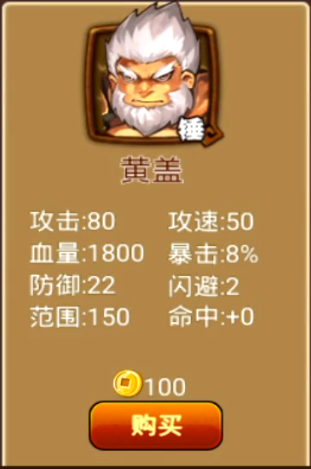 锤
黄盖
攻击:80 攻速:50
血量:1800 暴击:8%
防御:22 闪避:2
范围:150 命中:+0
100
购买